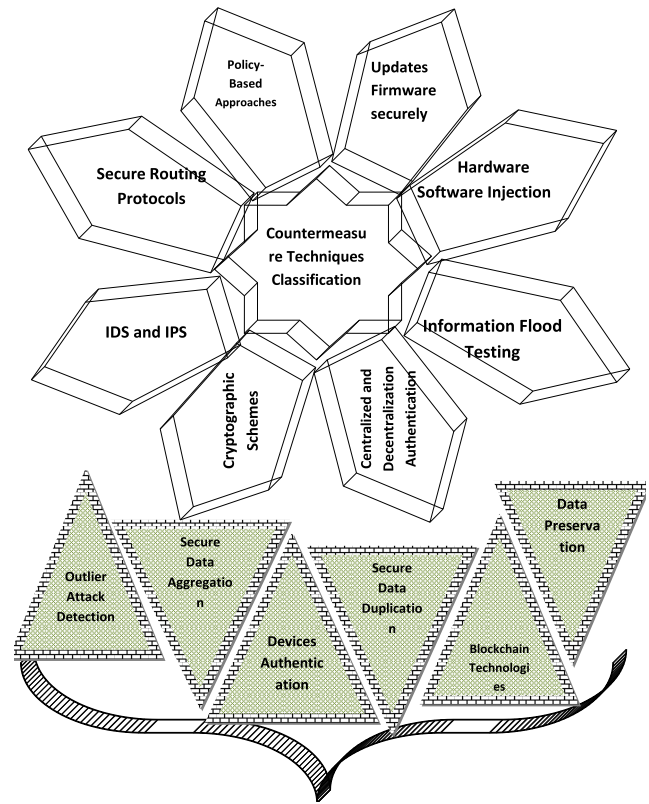 Policy-
Based
Approaches
Updates
Firmware
securely
Secure Routing
Protocols
Hardware
Software Injection
Countermeasu
re Techniques
Classification
IDS and IPS
Information Flood
Testing
Cryptographic
Schemes
Centralized and
Decentralization
Authentication
Outlier
Attack
Detection
Secure
Data
Aggregatio
n
Devices
Authentic
ation
Secure
Data
Duplicatio
n
Blockchain
Technologi
es
Data
Preserva
tion